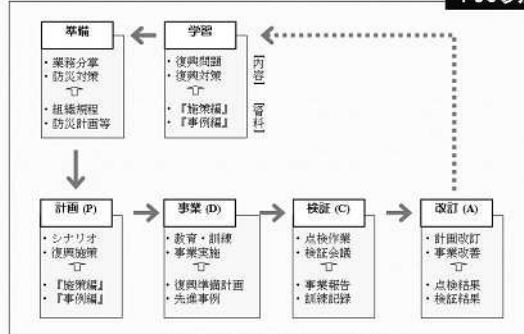 準備
・業務分掌
・防災対策
・組織規程
・防災計画等
学習
・復興問題
・復興対策
・『施策編』
・『事例編』
【内容】
【資料】
計画 (P)
・シナリオ
・復興施策
・『施策編』
・『事例編』
事業 (D)
・教育・訓練
・事業実施
・復興準備計画
・先進事例
検証 (C)
・点検作業
・検証会議
・事業報告
・訓練記録
改訂 (A)
・計画改訂
・事業改善
・点検結果
・検証結果